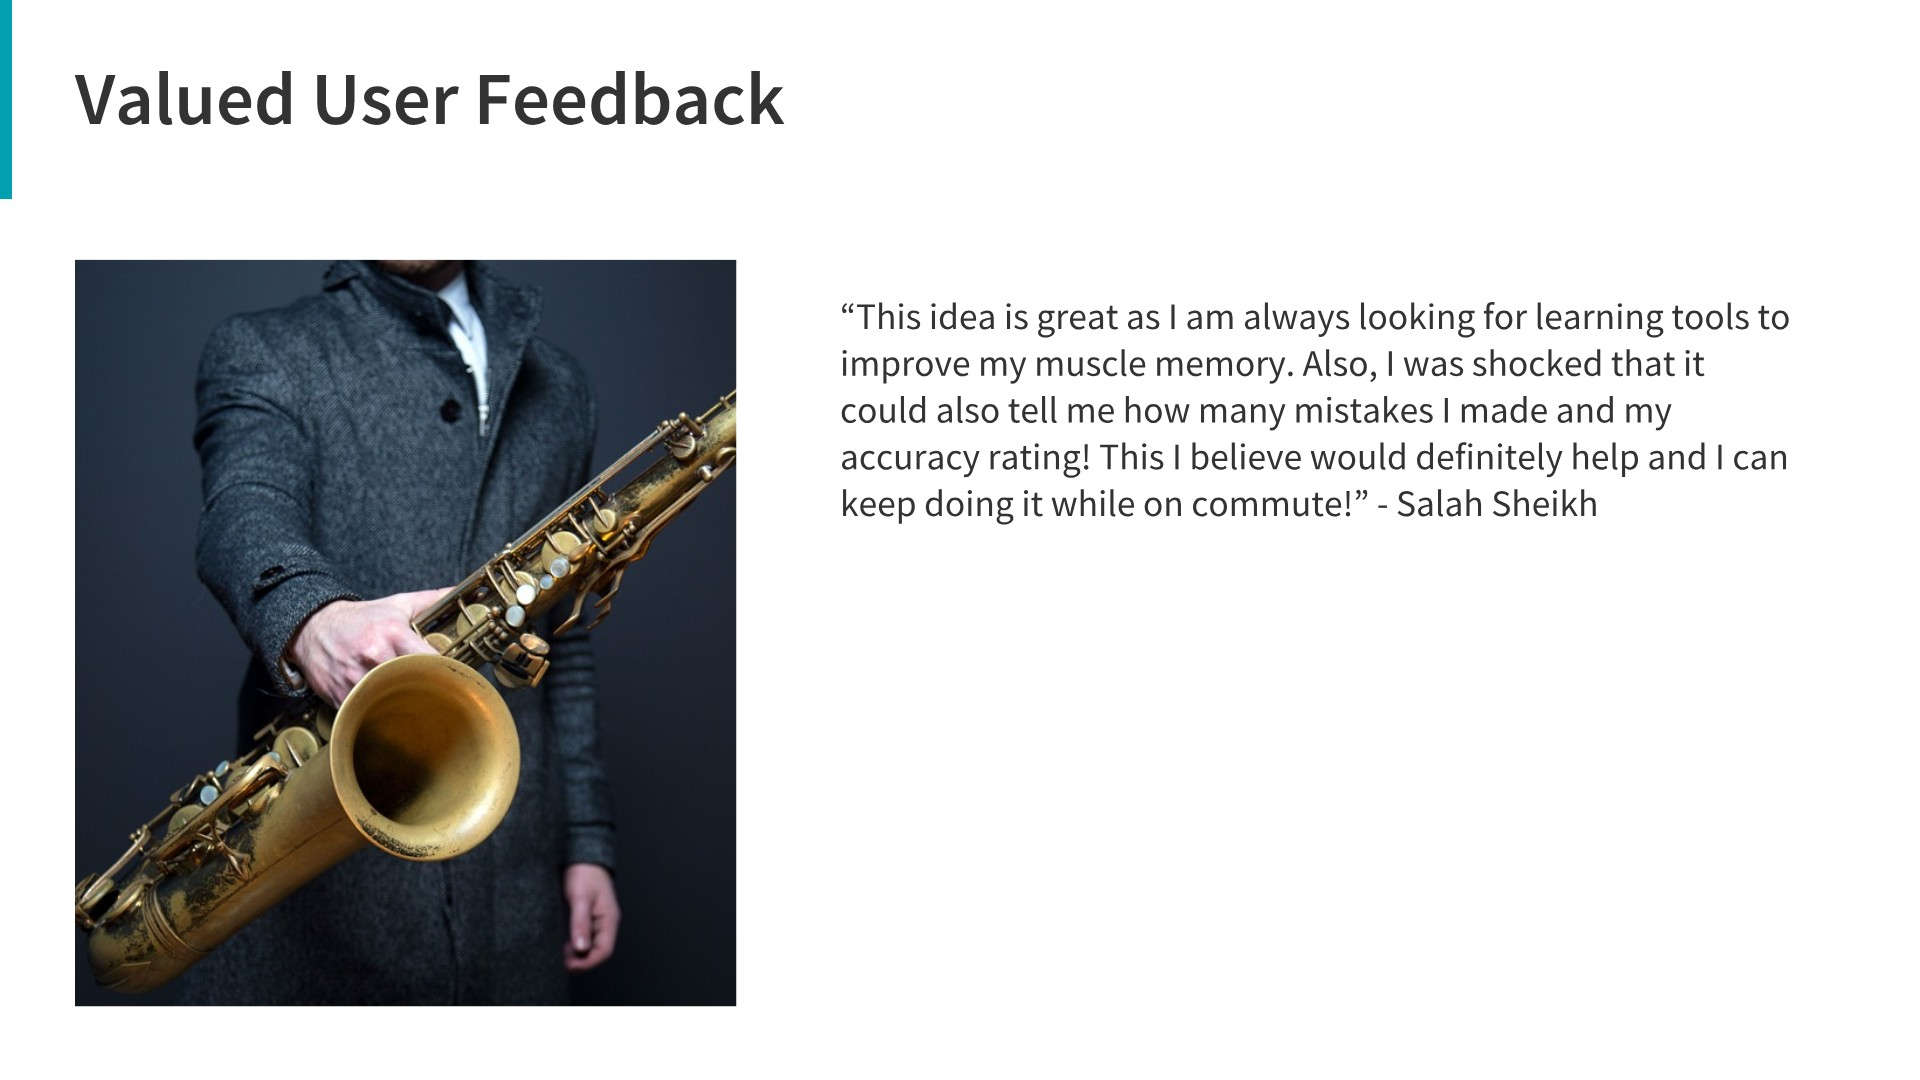 Valued User Feedback
“This idea is great as I am always looking for learning tools to
improve my muscle memory. Also, I was shocked that it
could also tell me how many mistakes I made and my
accuracy rating! This I believe would definitely help and I can
keep doing it while on commute!” - Salah Sheikh